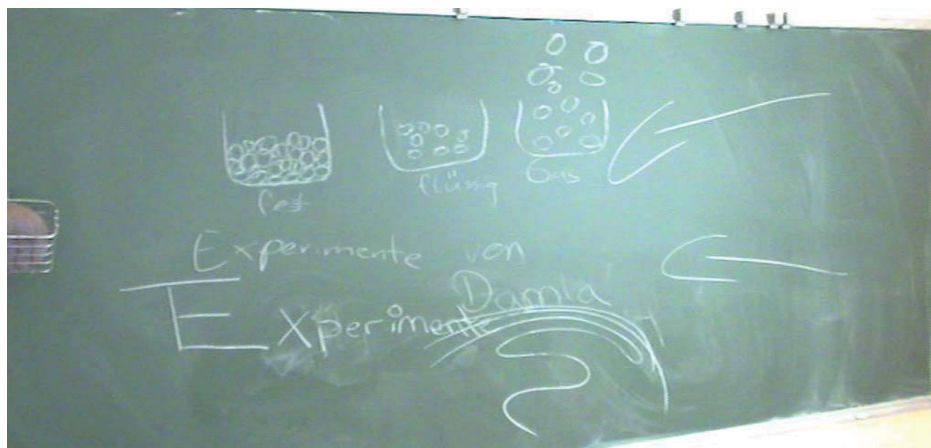 fest
flüssig
Gas
Experimente von
Damla
Experimente